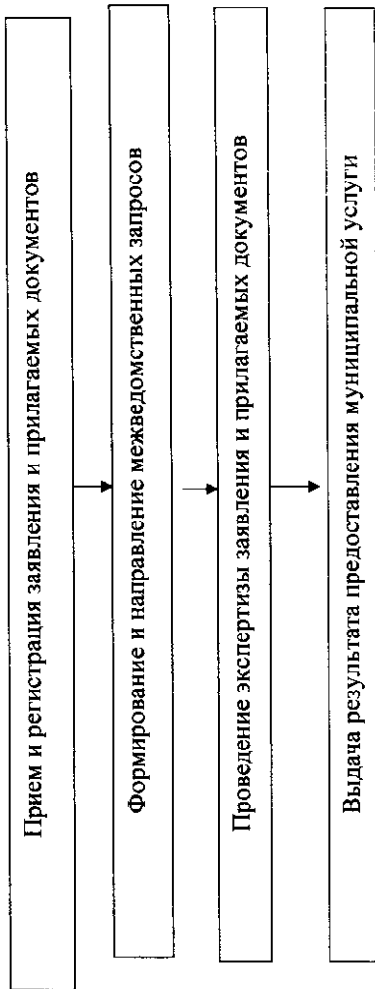 Прием и регистрация заявления и прилагаемых документов
Формирование и направление межведомственных запросов
Проведение экспертизы заявления и прилагаемых документов
Выдача результата предоставления муниципальной услуги